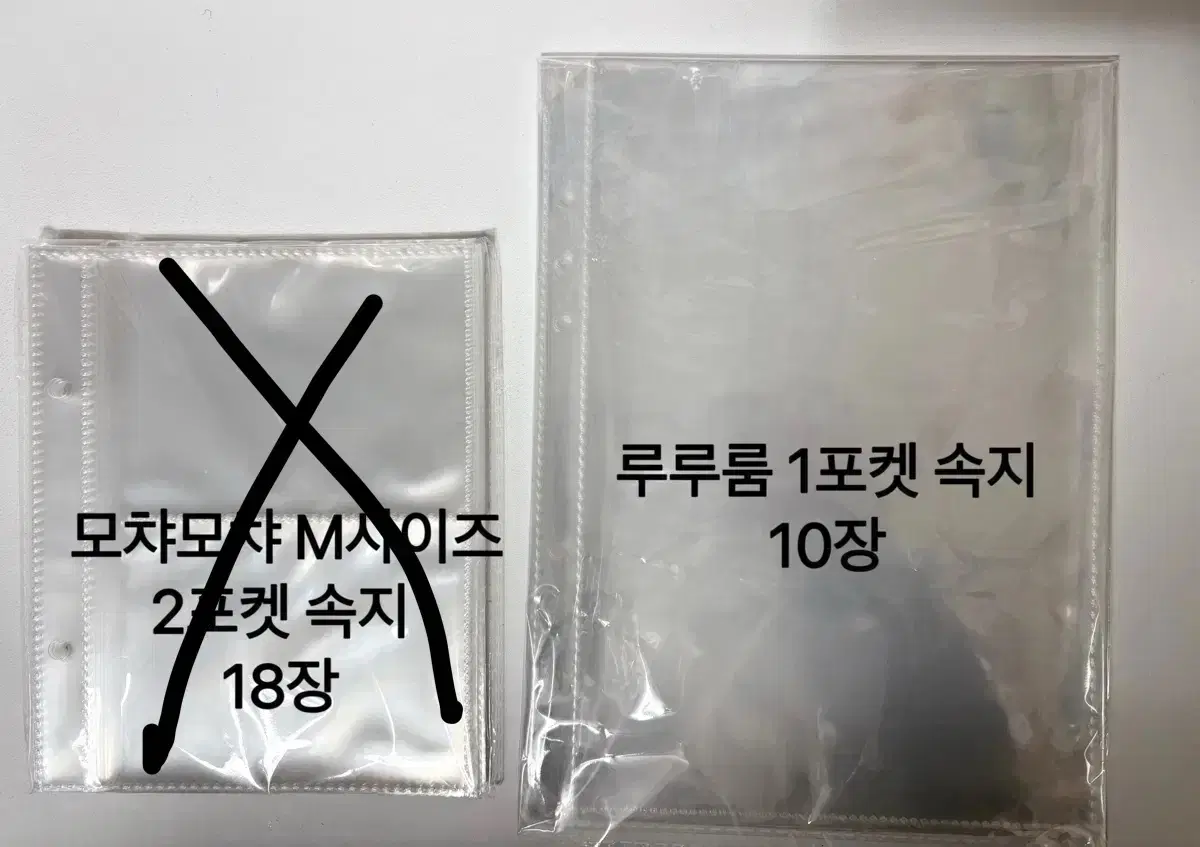 모챠모챠 M사이즈
2포켓 속지
18장
루루룸 1포켓 속지
10장